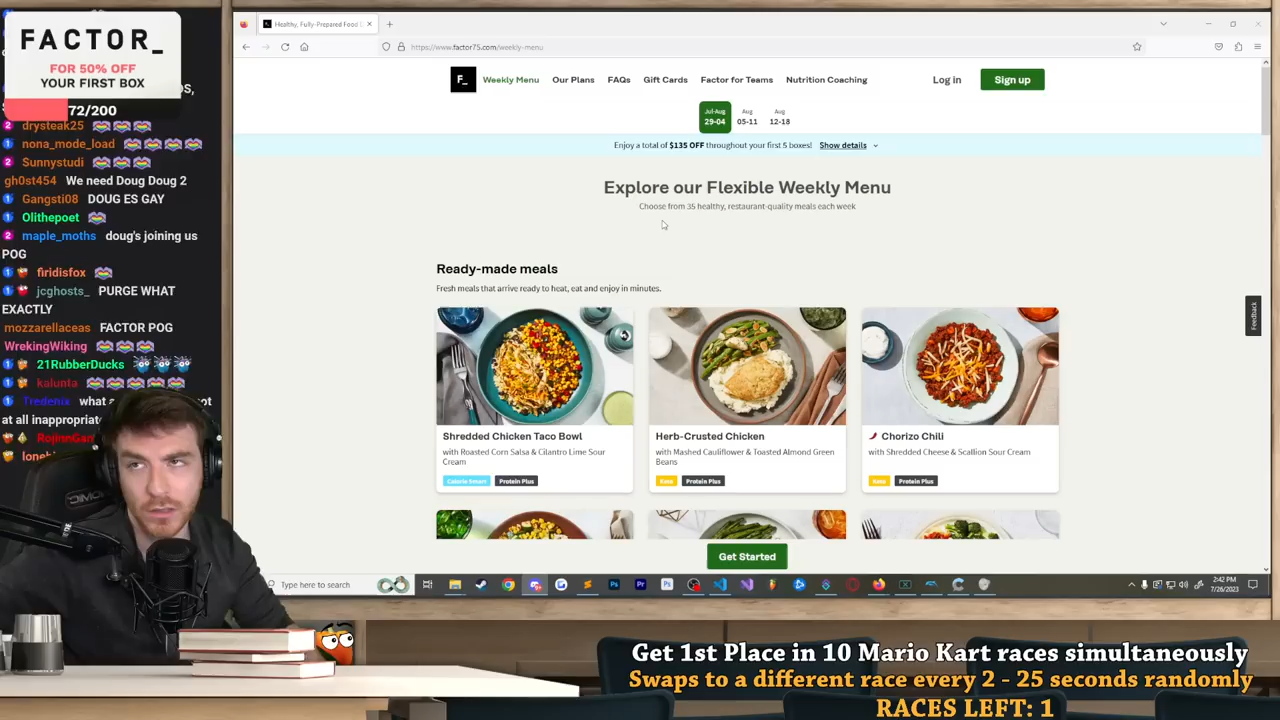 FACTOR_
FOR 50% OFF
YOUR FIRST BOX
72/200
drysteak25
nona_mode_load
Sunnystudi
gh0st454 We need Doug Doug 2
Gangsti08 DOUG ES GAY
Olithepoet
maple_moths doug's joining us
POG
firidisfox
jcghosts_ PURGE WHAT
EXACTLY
mozzarellaceas FACTOR POG
WrekingWiking
21RubberDucks
kalunta
Tredenix what a
ot
at all inappropriat
Healthy, Fully-Prepared Food
https://www.factor75.com/weekly-menu
F_
Weekly Menu
Our Plans
FAQs
Gift Cards
Factor for Teams
Nutrition Coaching
Log in
Sign up
Jul-Aug
29-04
Aug
05-11
Aug
12-18
Enjoy a total of $135 OFF throughout your first 5 boxes! Show details
Explore our Flexible Weekly Menu
Choose from 35 healthy, restaurant-quality meals each week
Ready-made meals
Fresh meals that arrive ready to heat, eat and enjoy in minutes.
Shredded Chicken Taco Bowl
with Roasted Corn Salsa & Cilantro Lime Sour
Cream
Calorie Smart
Protein Plus
Herb-Crusted Chicken
with Mashed Cauliflower & Toasted Almond Green
Beans
Keto
Protein Plus
Chorizo Chili
with Shredded Cheese & Scallion Sour Cream
Keto
Protein Plus
Get Started
Feedback
Type here to search
2:42 PM
7/26/2023
Get 1st Place in 10 Mario Kart races simultaneously
Swaps to a different race every 2 - 25 seconds randomly
RACES LEFT: 1